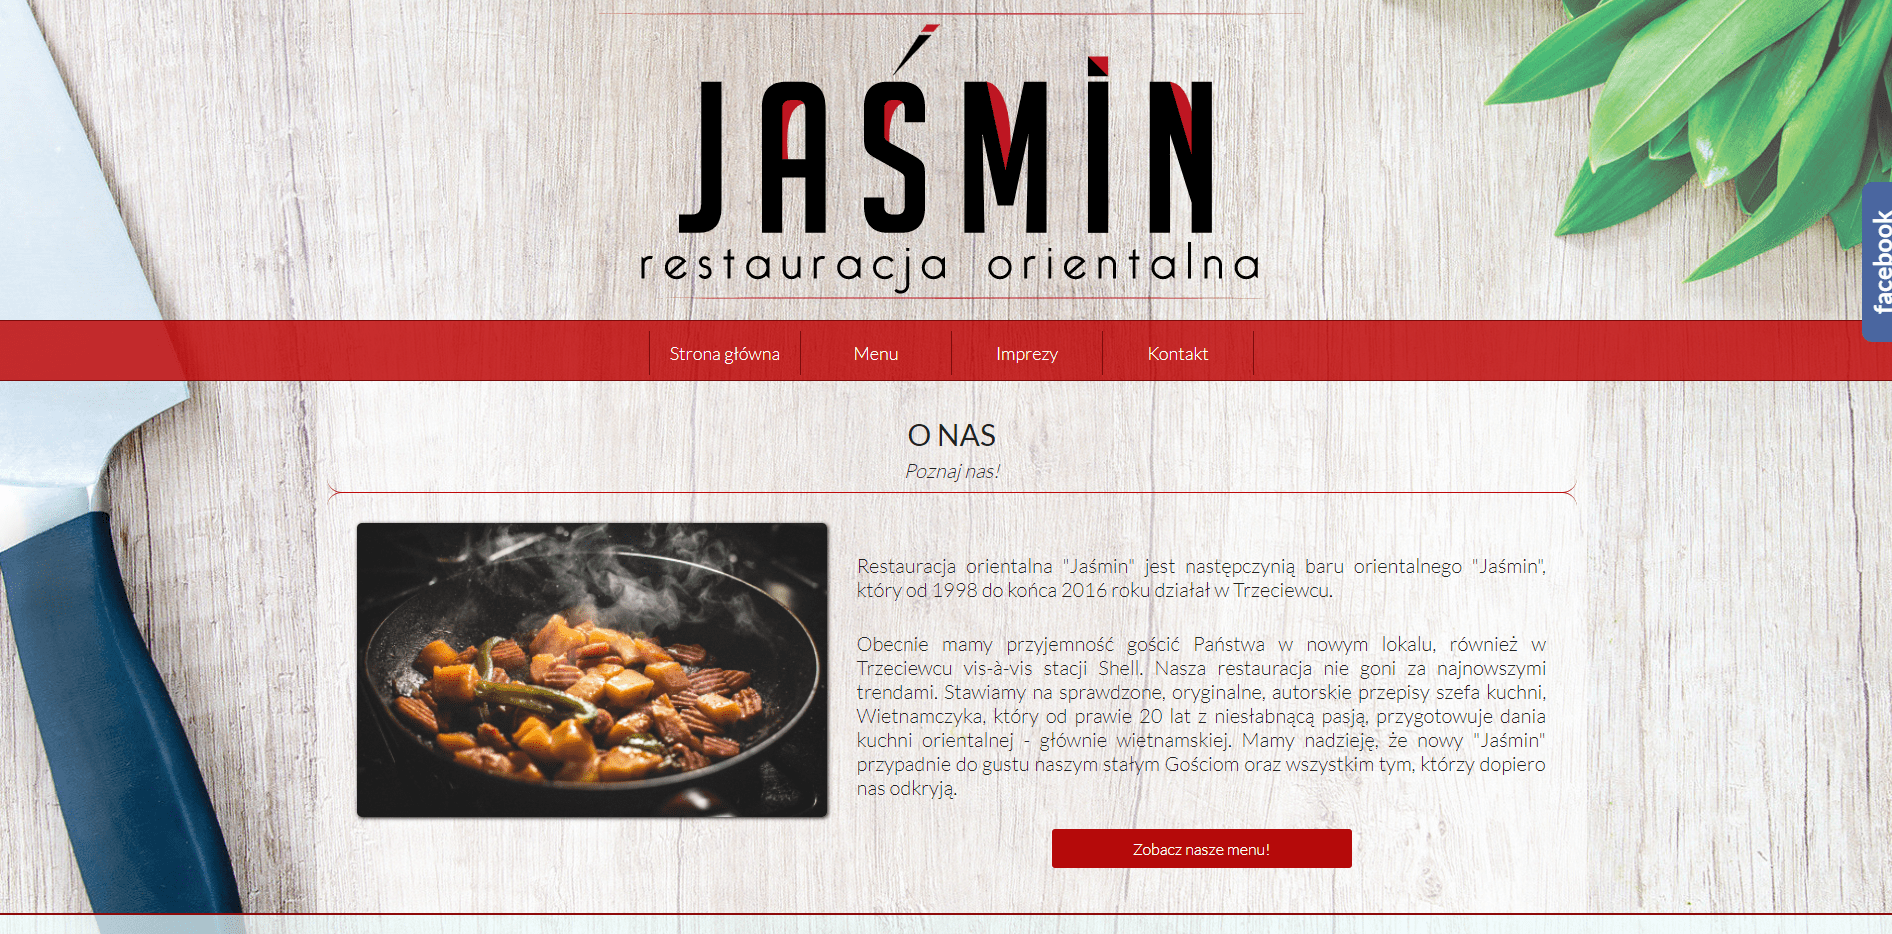 JAŚMIN
restauracja orientalna
facebook
Strona główna
Menu
Imprezy
Kontakt
O NAS
Poznaj nas!
Restauracja orientalna "Jaśmin" jest następczynią baru orientalnego "Jaśmin",
który od 1998 do końca 2016 roku działał w Trzeciewcu.
Obecnie mamy przyjemność gościć Państwa w nowym lokalu, również w
Trzeciewcu vis-à-vis stacji Shell. Nasza restauracja nie goni za najnowszymi
trendami. Stawiamy na sprawdzone, oryginalne, autorskie przepisy szefa kuchni,
Wietnamczyka, który od prawie 20 lat z niesłabnącą pasją, przygotowuje dania
kuchni orientalnej - głównie wietnamskiej. Mamy nadzieję, że nowy "Jaśmin"
przypadnie do gustu naszym stałym Gościom oraz wszystkim tym, którzy dopiero
nas odkryją.
Zobacz nasze menu!